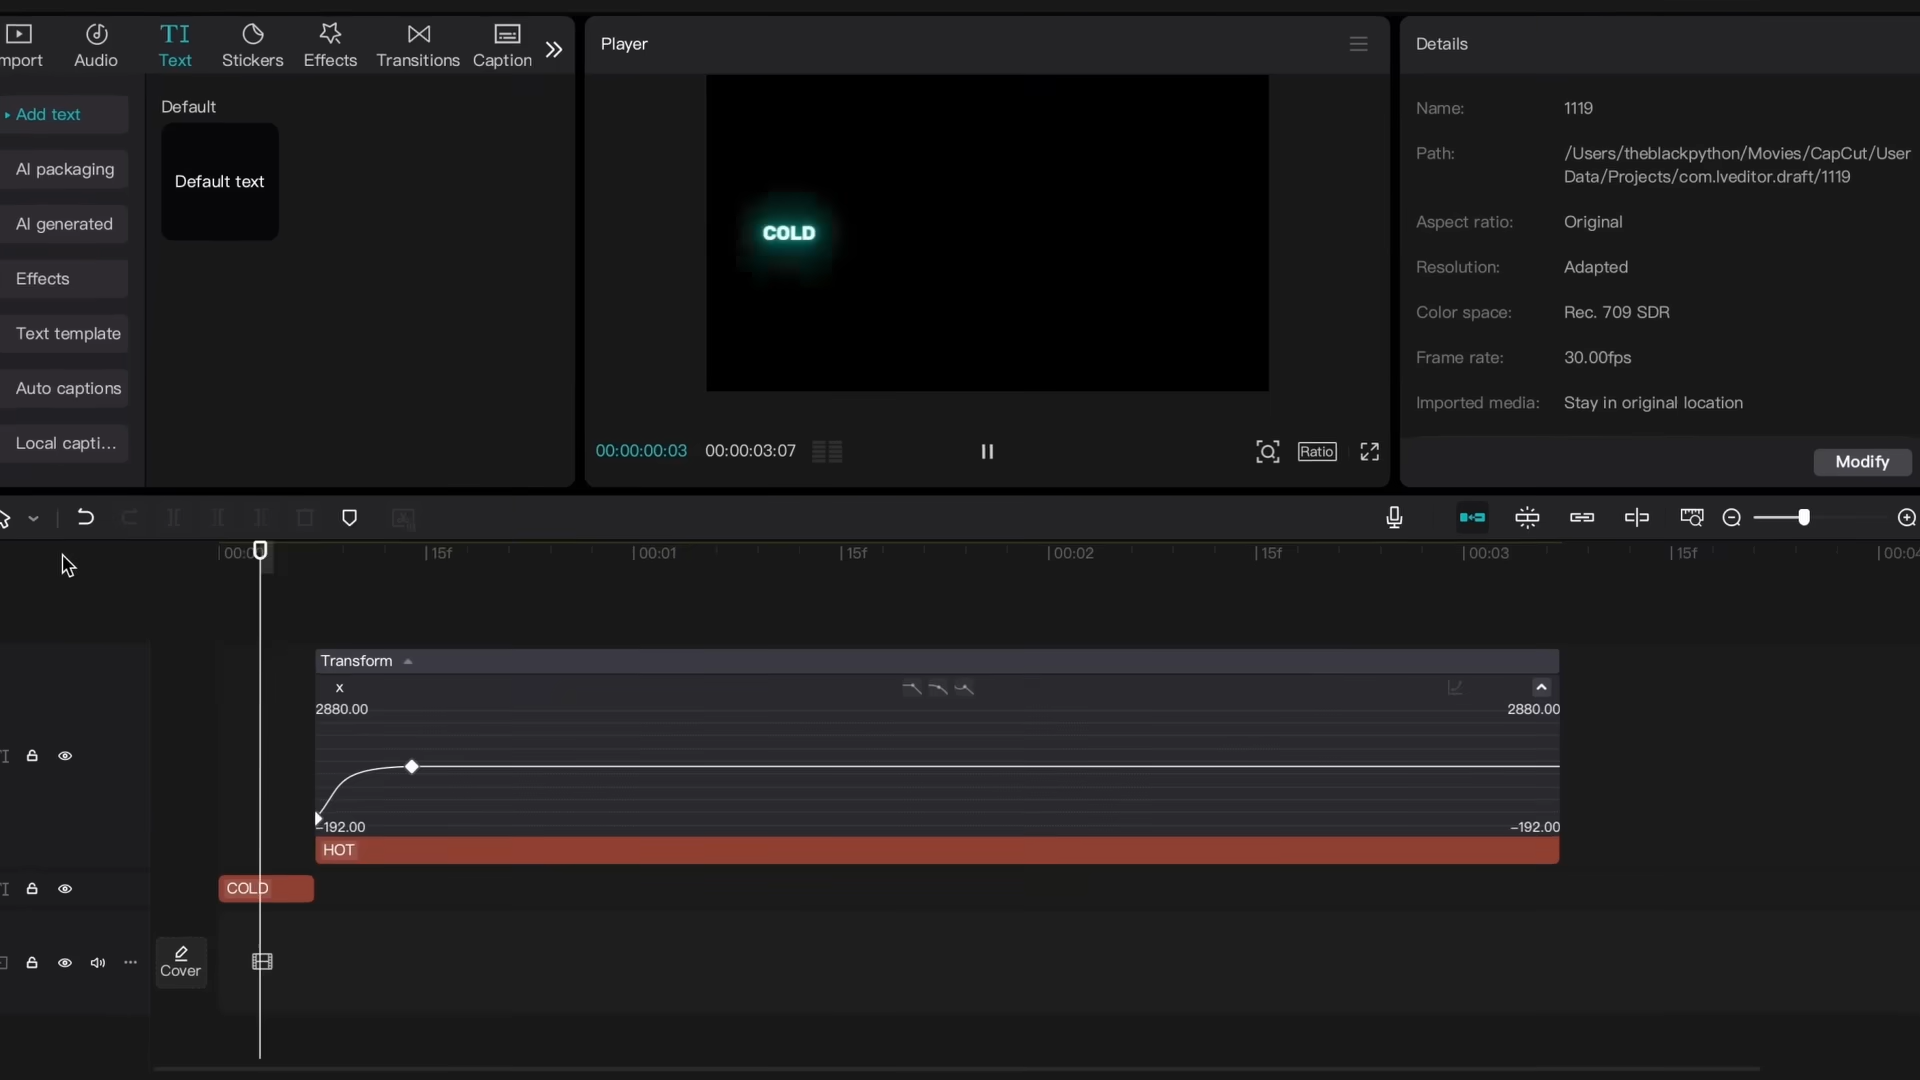 mport
Audio
TI
Text
Stickers
Effects
Transitions
Caption
Add text
AI packaging
AI generated
Effects
Text template
Auto captions
Local capti...
Default
Default text
Player
COLD
00:00:00:03
00:00:03:07
Ratio
Details
Name:
1119
Path:
/Users/theblackpython/Movies/CapCut/User
Data/Projects/com.lveditor.draft/1119
Aspect ratio:
Original
Resolution:
Adapted
Color space:
Rec. 709 SDR
Frame rate:
30.00fps
Imported media:
Stay in original location
Modify
15f
00:01
15f
00:02
15f
00:03
15f
Transform
x
2880.00
2880.00
-192.00
-192.00
HOT
COLD
Cover